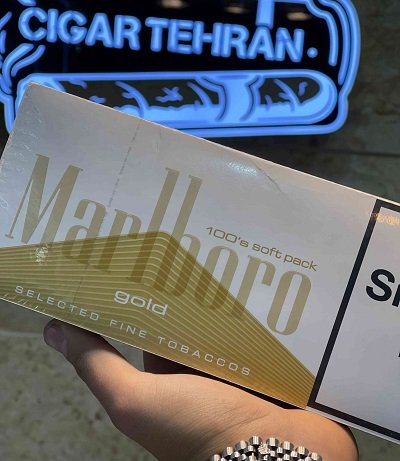 CIGAR TEHRAN.
Marlboro
100's soft pack
gold
SELECTED FINE TOBACCOS